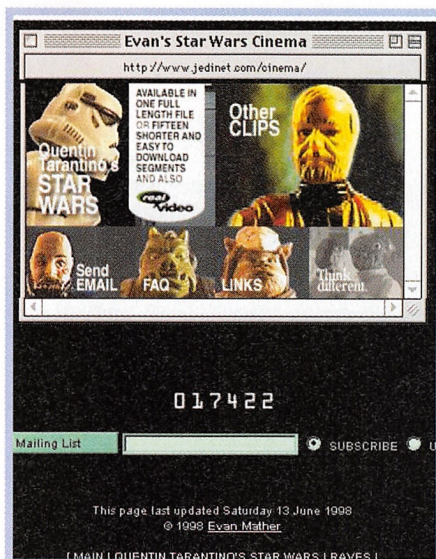 Evan's Star Wars Cinema
http://www.jedinet.com/cinema/
Quentin
Tarantino's
STAR
WARS
AVAILABLE IN
ONE FULL
LENGTH FILE
OR FIFTEEN
SHORTER AND
EASY TO
DOWNLOAD
SEGMENTS
AND ALSO
real
video
Other
CLIPS
Send
EMAIL
FAQ
LINKS
Think
different.
017422
Mailing List
SUBSCRIBE
U
This page last updated Saturday 13 June 1998
© 1998 Evan Mather
[ MAIN | QUENTIN TARANTINO'S STAR WARS | RAVES |